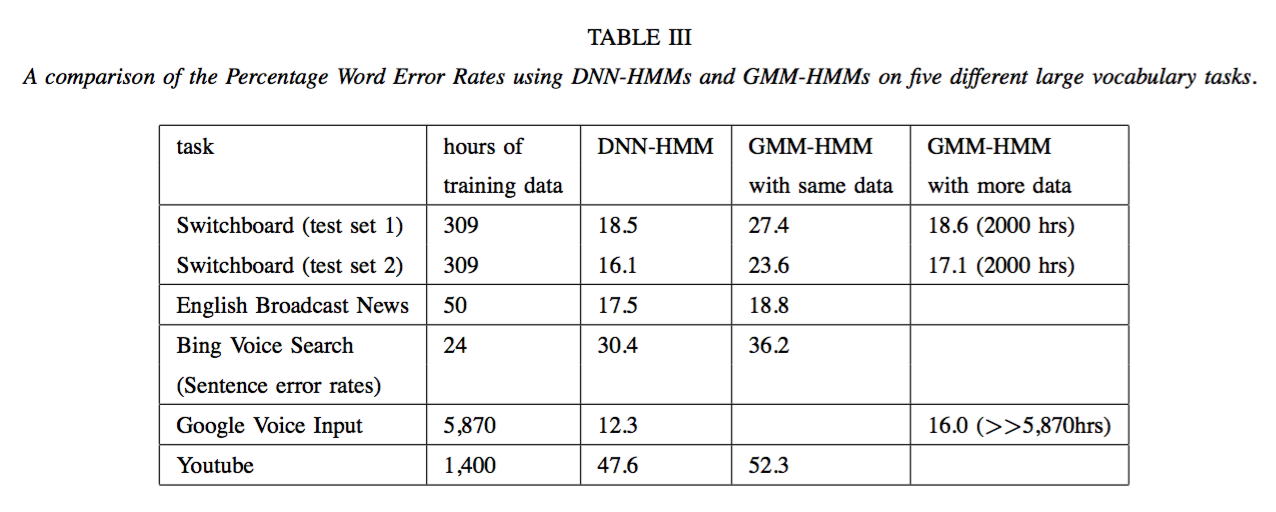 TABLE III
A comparison of the Percentage Word Error Rates using DNN-HMMs and GMM-HMMs on five different large vocabulary tasks.
task hours of DNN-HMM GMM-HMM GMM-HMM
training data with same data with more data
Switchboard (test set 1) 309 18.5 27.4 18.6 (2000 hrs)
Switchboard (test set 2) 309 16.1 23.6 17.1 (2000 hrs)
English Broadcast News 50 17.5 18.8
Bing Voice Search 24 30.4 36.2
(Sentence error rates)
Google Voice Input 5,870 12.3 16.0 (>>5,870hrs)
Youtube 1,400 47.6 52.3